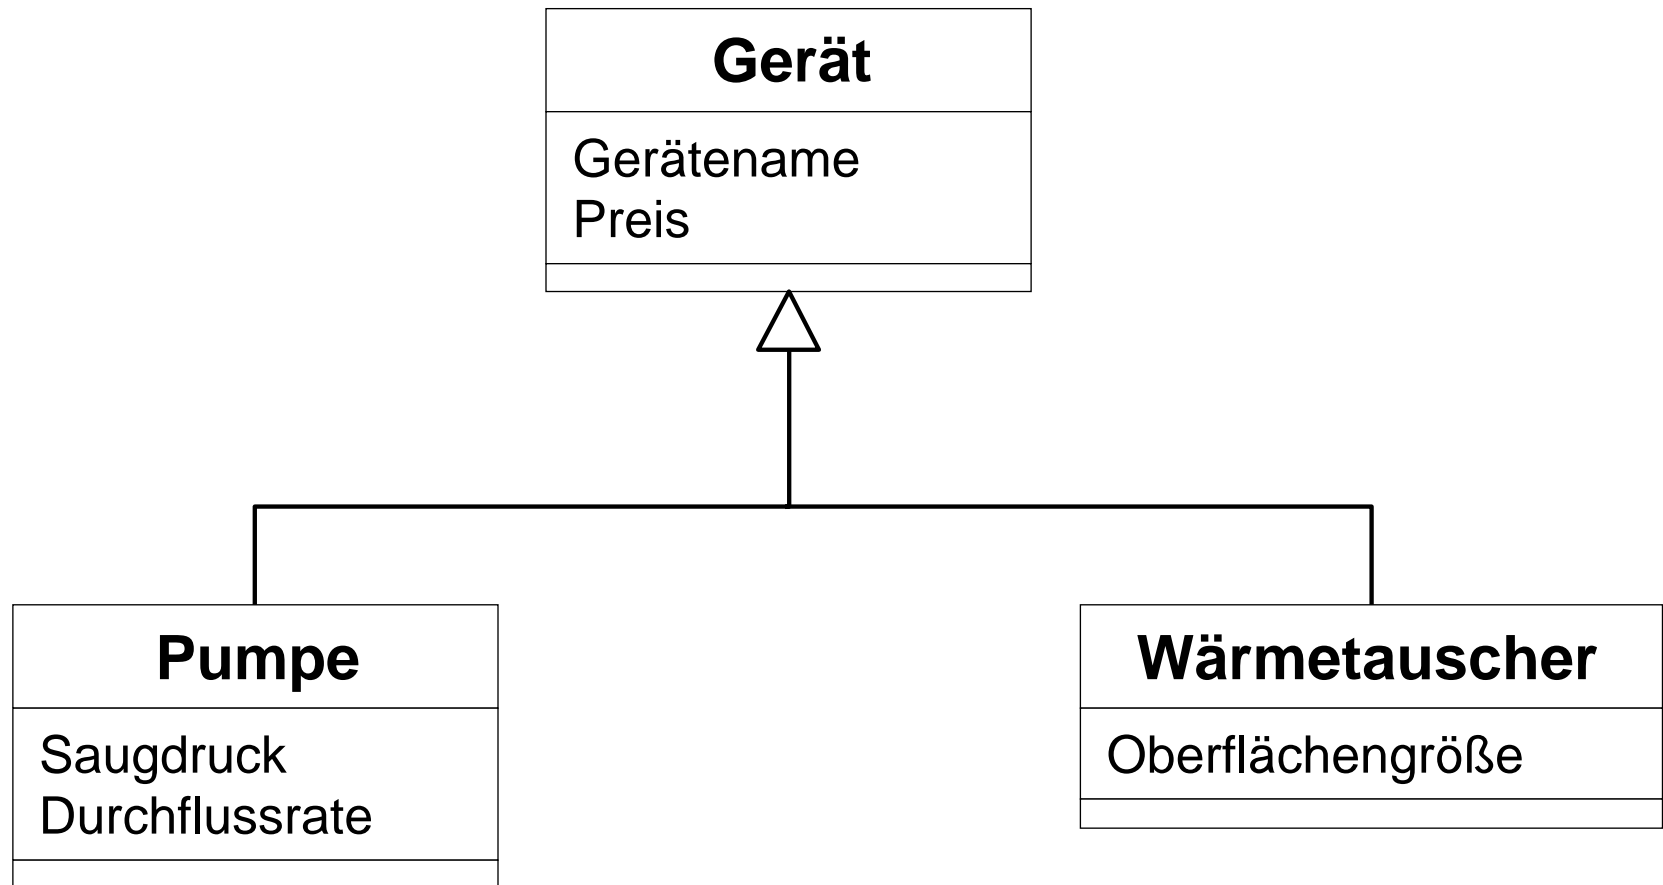 Gerät
Gerätename
Preis
Pumpe
Saugdruck
Durchflussrate
Wärmetauscher
Oberflächengröße